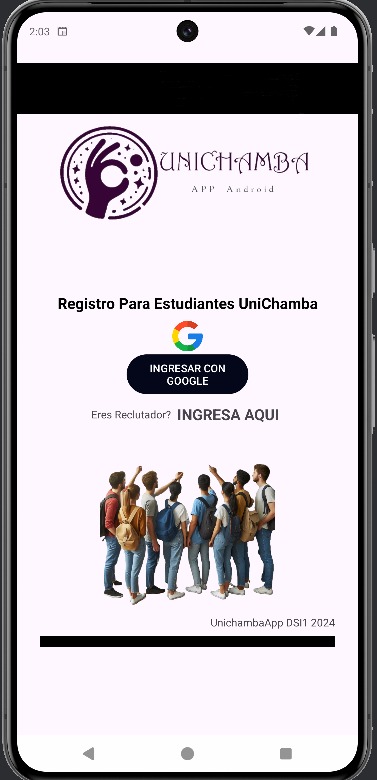 2:03
UNICHAMBA
APP Android
Registro Para Estudiantes UniChamba
INGRESAR CON
GOOGLE
Eres Reclutador? INGRESA AQUI
UnichambaApp DSI1 2024